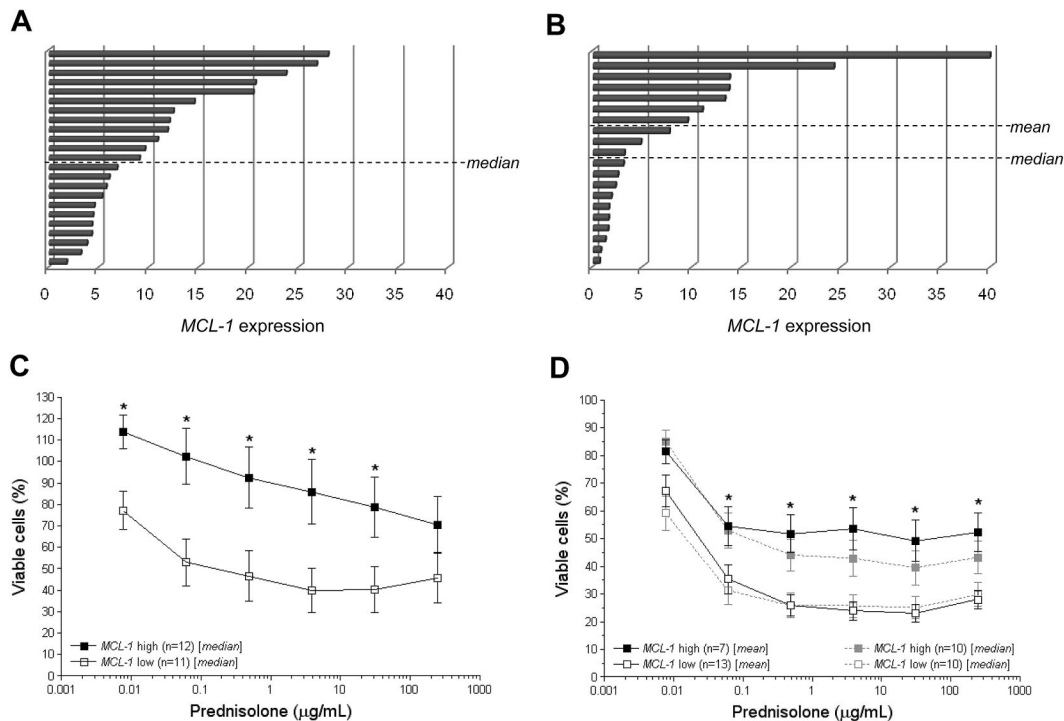 A
B
median
mean
median
0 5 10 15 20 25 30 35 40
0 5 10 15 20 25 30 35 40
MCL-1 expression
MCL-1 expression
C
D
130
120
110
100
90
80
70
60
50
40
30
20
10
0
Viable cells (%)
* * * * *
MCL-1 high (n=12) [median]
MCL-1 low (n=11) [median]
0.001 0.01 0.1 1 10 100 1000
Prednisolone (μg/mL)
100
90
80
70
60
50
40
30
20
10
0
Viable cells (%)
* * * * *
MCL-1 high (n=7) [mean]
MCL-1 low (n=13) [mean]
MCL-1 high (n=10) [median]
MCL-1 low (n=10) [median]
0.001 0.01 0.1 1 10 100 1000
Prednisolone (μg/mL)